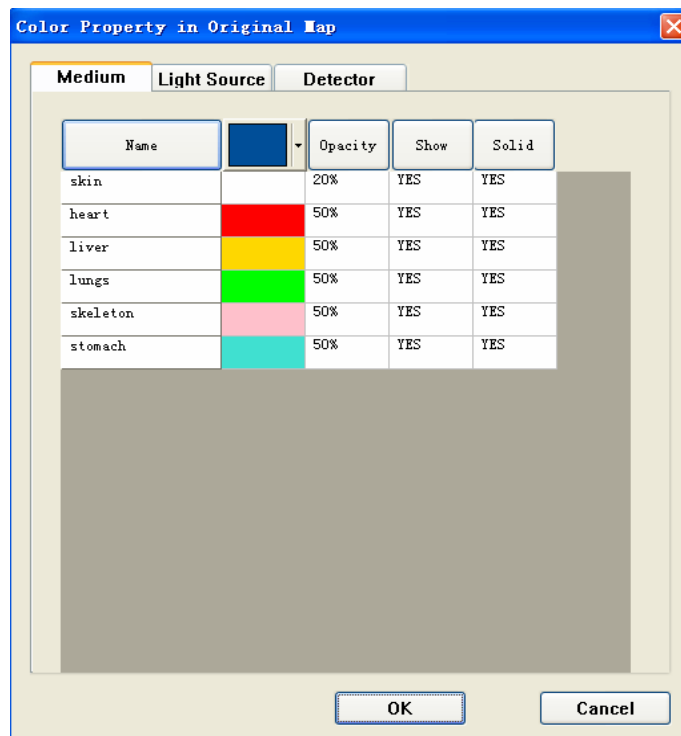 Color Property in Original Map
Medium Light Source Detector
Name Opacity Show Solid
skin 20% YES YES
heart 50% YES YES
liver 50% YES YES
lungs 50% YES YES
skeleton 50% YES YES
stomach 50% YES YES
OK Cancel